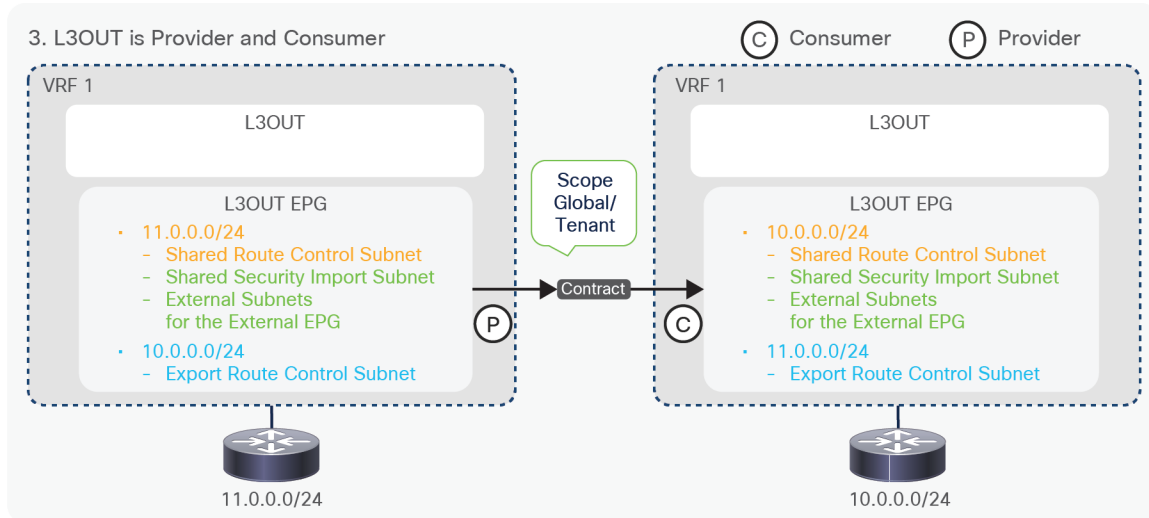 3. L3OUT is Provider and Consumer
C Consumer
P Provider
VRF 1
L3OUT
L3OUT EPG
· 11.0.0.0/24
– Shared Route Control Subnet
– Shared Security Import Subnet
– External Subnets
for the External EPG
· 10.0.0.0/24
– Export Route Control Subnet
P
11.0.0.0/24
Scope
Global/
Tenant
Contract
VRF 1
L3OUT
L3OUT EPG
· 10.0.0.0/24
– Shared Route Control Subnet
– Shared Security Import Subnet
– External Subnets
for the External EPG
· 11.0.0.0/24
– Export Route Control Subnet
C
10.0.0.0/24